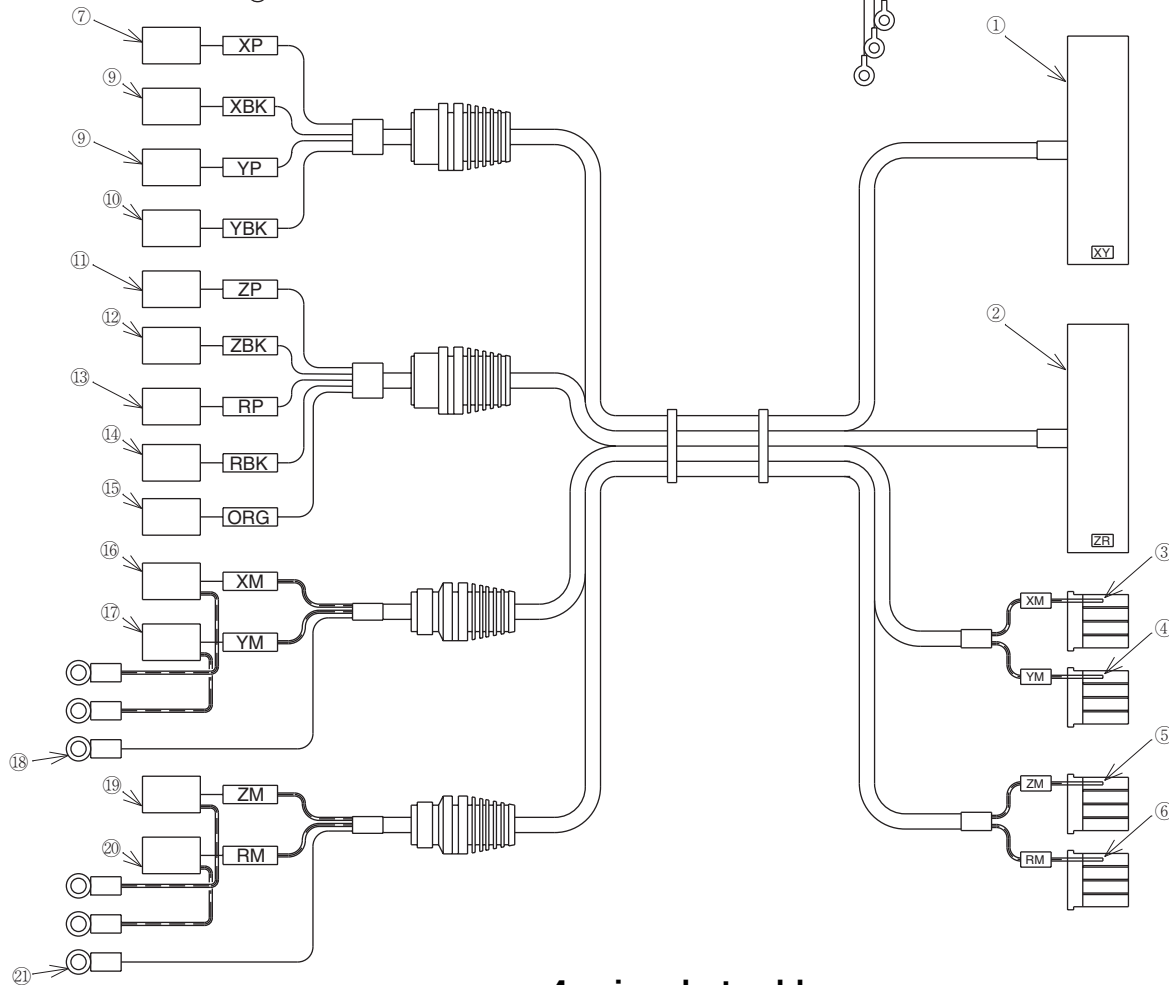 ⑦ XP
①
⑨ XBK
⑨ YP
⑩ YBK
XY
⑪ ZP
②
⑫ ZBK
⑬ RP
⑭ RBK
⑮ ORG
ZR
⑯ XM
③
XM
⑰ YM
④
YM
⑱
⑤
⑲ ZM
ZM
⑥
⑳ RM
RM
㉑